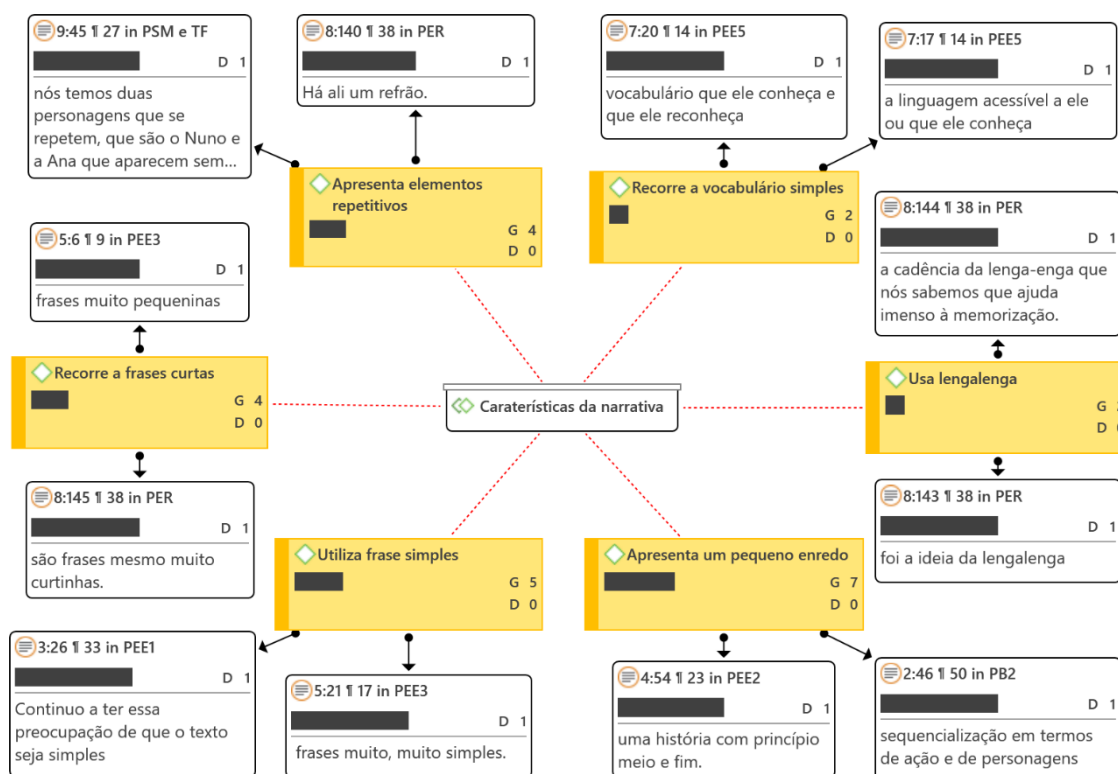 9:45 ¶ 27 in PSM e TF
D 1
nós temos duas
personagens que se
repetem, que são o Nuno e
a Ana que aparecem sem...
8:140 ¶ 38 in PER
D 1
Há ali um refrão.
7:20 ¶ 14 in PEE5
D 1
vocabulário que ele conheça e
que ele reconheça
7:17 ¶ 14 in PEE5
D 1
a linguagem acessível a ele
ou que ele conheça
Apresenta elementos
repetitivos
G 4
D 0
Recorre a vocabulário simples
G 2
D 0
5:6 ¶ 9 in PEE3
D 1
frases muito pequeninas
8:144 ¶ 38 in PER
D 1
a cadência da lenga-enga que
nós sabemos que ajuda
imenso à memorização.
Recorre a frases curtas
G 4
D 0
Caraterísticas da narrativa
Usa lengalenga
G
D
8:145 ¶ 38 in PER
D 1
são frases mesmo muito
curtinhas.
8:143 ¶ 38 in PER
D 1
foi a ideia da lengalenga
Utiliza frase simples
G 5
D 0
Apresenta um pequeno enredo
G 7
D 0
3:26 ¶ 33 in PEE1
D 1
Continuo a ter essa
preocupação de que o texto
seja simples
5:21 ¶ 17 in PEE3
D 1
frases muito, muito simples.
4:54 ¶ 23 in PEE2
D 1
uma história com princípio
meio e fim.
2:46 ¶ 50 in PB2
D 1
sequencialização em termos
de ação e de personagens